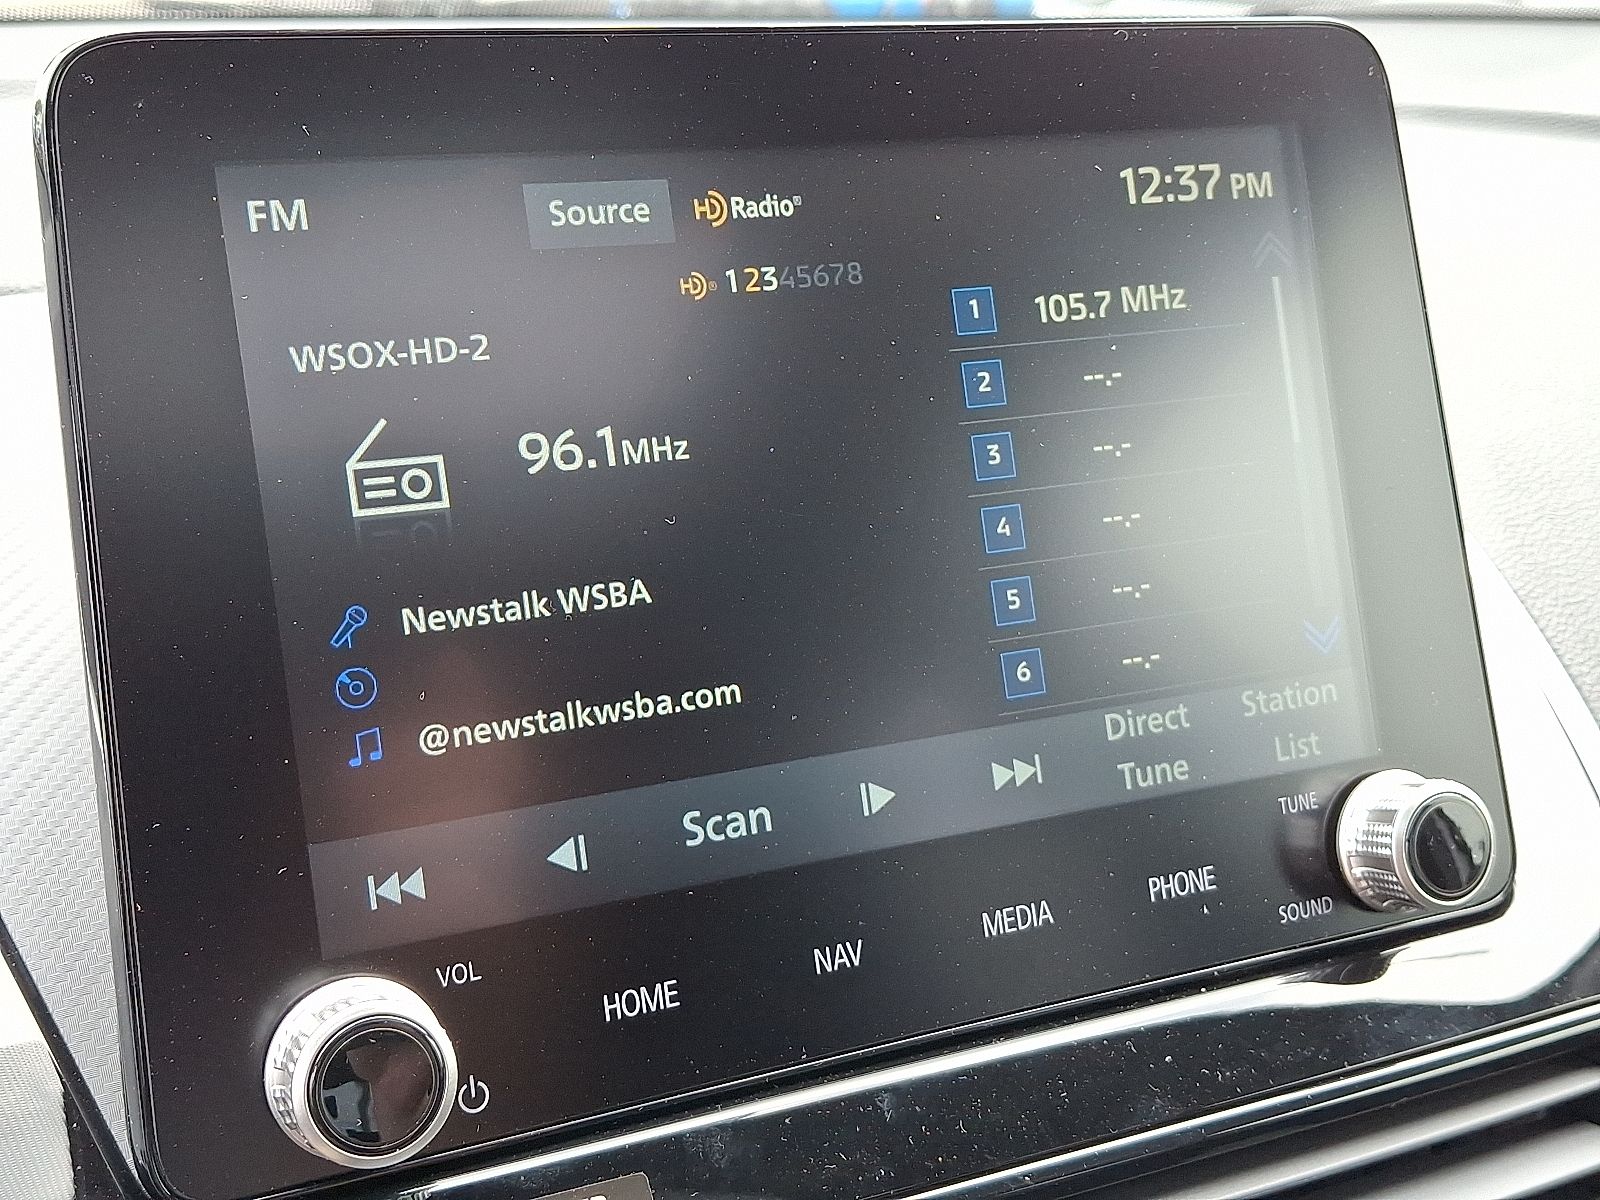 FM
Source
HD Radio®
12:37 PM
HD® 12345678
WSOX-HD-2
96.1MHz
Newstalk WSBA
@newstalkwsba.com
1 105.7 MHz
2 --.-
3 --.-
4 --.-
5 --.-
6 --.-
Scan
Direct
Tune
Station
List
VOL
HOME
NAV
MEDIA
PHONE
TUNE
SOUND